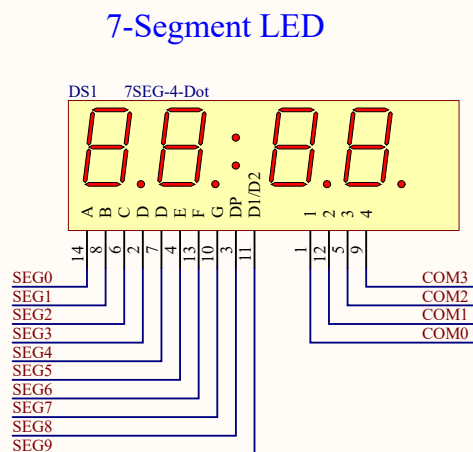 7-Segment LED
DS1 7SEG-4-Dot
A B C D D E F G DP D1/D2 1 2 3 4
14 8 6 2 7 4 13 10 3 11 1 12 5 9
SEG0 COM3
SEG1 COM2
SEG2 COM1
SEG3 COM0
SEG4
SEG5
SEG6
SEG7
SEG8
SEG9